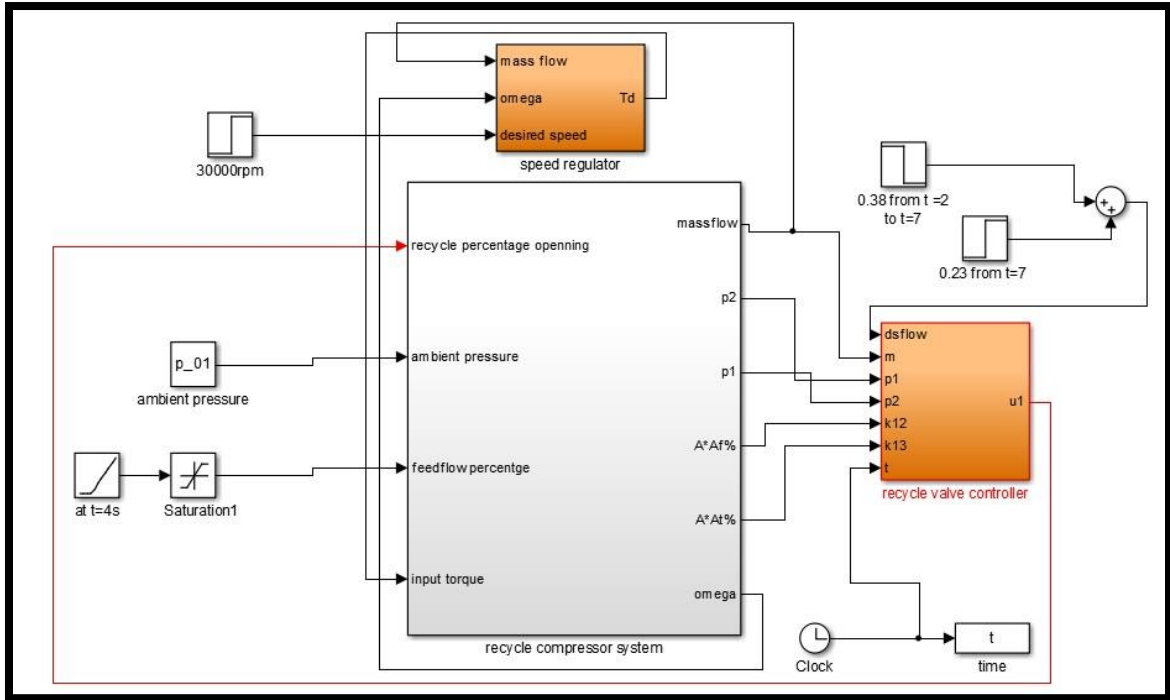 mass flow
omega
Td
desired speed
speed regulator
30000rpm
0.38 from t =2
to t=7
0.23 from t=7
massflow
recycle percentage openning
p2
ambient pressure
p1
A*Af%
feedflow percentge
A*At%
input torque
omega
recycle compressor system
p_01
ambient pressure
at t=4s
Saturation1
dsflow
m
p1
p2
u1
k12
k13
t
recycle valve controller
Clock
t
time